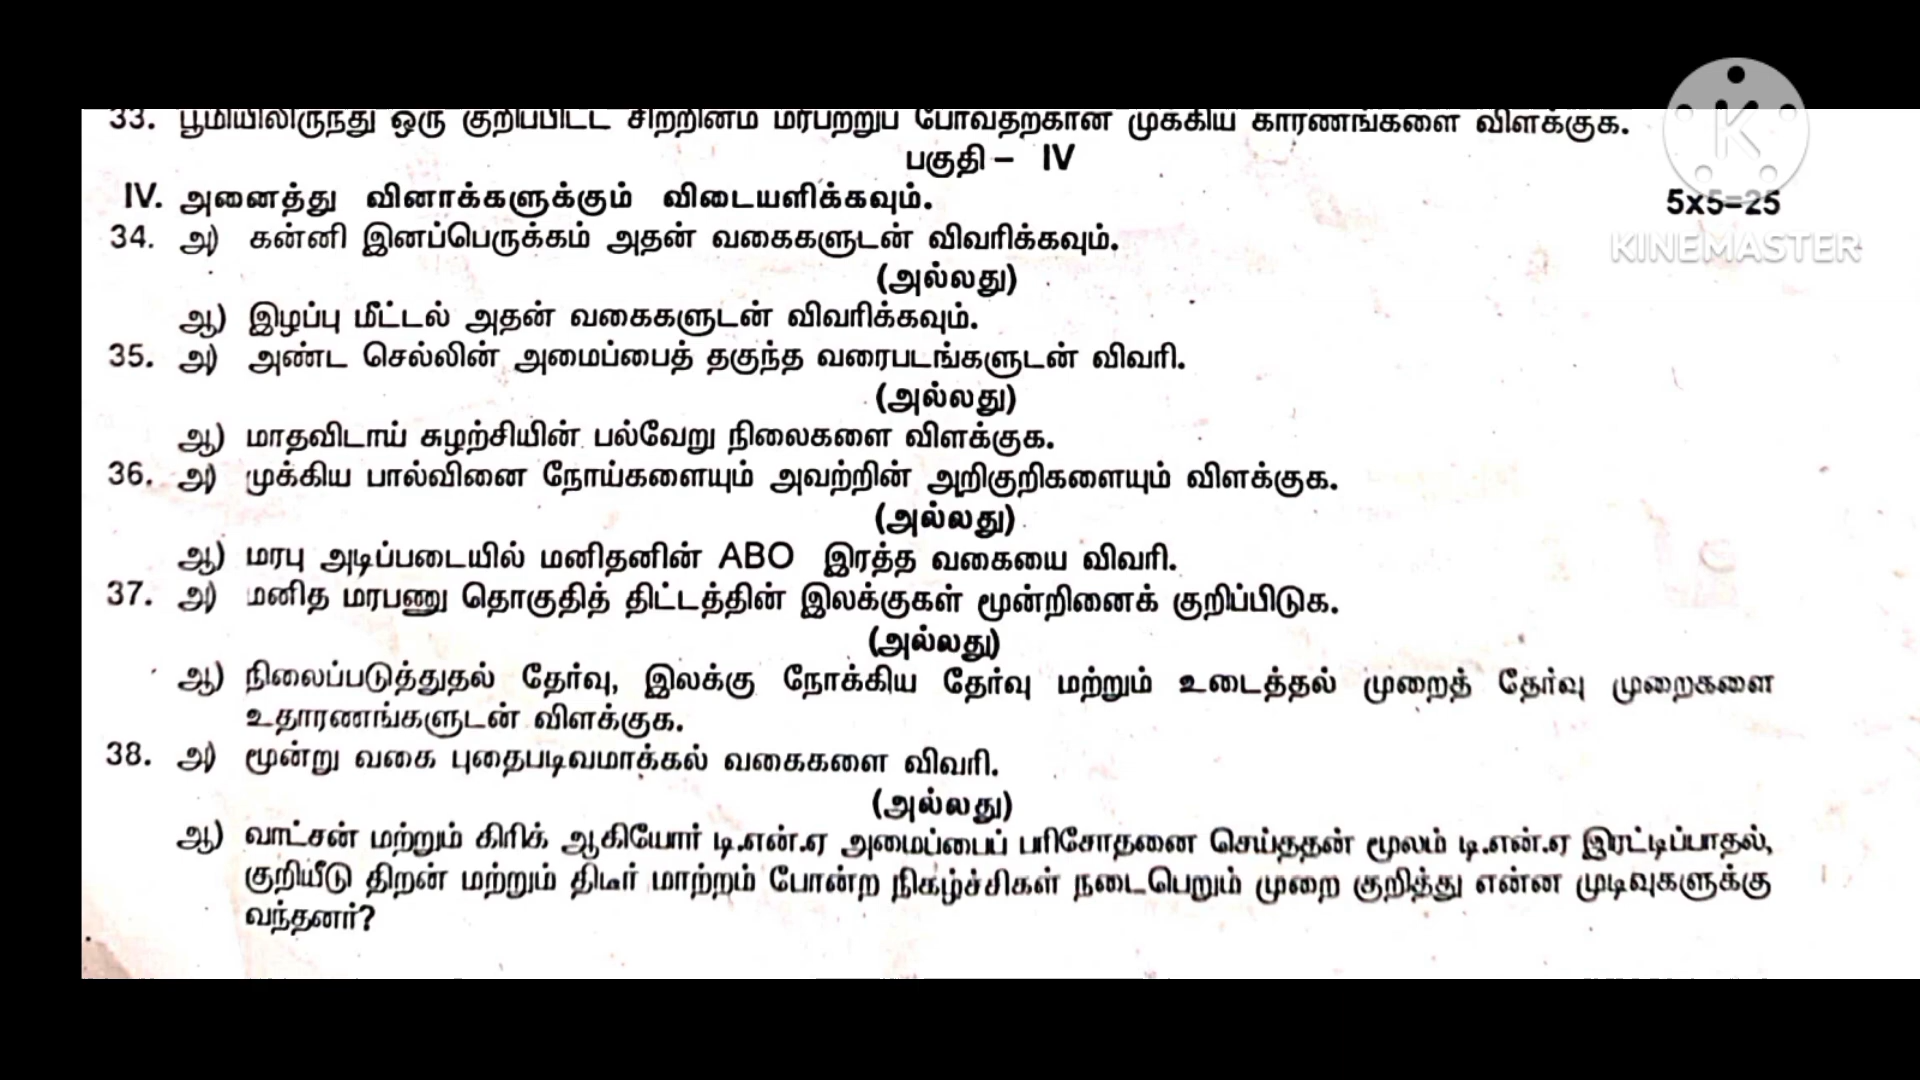 33. பூமியிலிருந்து ஒரு குறிப்பிட்ட சிற்றினம் மரபற்றுப் போவதற்கான முக்கிய காரணங்களை விளக்குக.
பகுதி – IV
IV. அனைத்து வினாக்களுக்கும் விடையளிக்கவும். 5x5=25
34. அ) கன்னி இனப்பெருக்கம் அதன் வகைகளுடன் விவரிக்கவும்.
KINEMASTER
(அல்லது)
ஆ) இழப்பு மீட்டல் அதன் வகைகளுடன் விவரிக்கவும்.
35. அ) அண்ட செல்லின் அமைப்பைத் தகுந்த வரைபடங்களுடன் விவரி.
(அல்லது)
ஆ) மாதவிடாய் சுழற்சியின் பல்வேறு நிலைகளை விளக்குக.
36. அ) முக்கிய பால்வினை நோய்களையும் அவற்றின் அறிகுறிகளையும் விளக்குக.
(அல்லது)
ஆ) மரபு அடிப்படையில் மனிதனின் ABO இரத்த வகையை விவரி.
37. அ) மனித மரபணு தொகுதித் திட்டத்தின் இலக்குகள் மூன்றினைக் குறிப்பிடுக.
(அல்லது)
ஆ) நிலைப்படுத்துதல் தேர்வு, இலக்கு நோக்கிய தேர்வு மற்றும் உடைத்தல் முறைத் தேர்வு முறைகளை
உதாரணங்களுடன் விளக்குக.
38. அ) மூன்று வகை புதைபடிவமாக்கல் வகைகளை விவரி.
(அல்லது)
ஆ) வாட்சன் மற்றும் கிரிக் ஆகியோர் டி.என்.ஏ அமைப்பைப் பரிசோதனை செய்ததன் மூலம் டி.என்.ஏ இரட்டிப்பாதல்,
குறியீடு திறன் மற்றும் திடீர் மாற்றம் போன்ற நிகழ்ச்சிகள் நடைபெறும் முறை குறித்து என்ன முடிவுகளுக்கு
வந்தனர்?